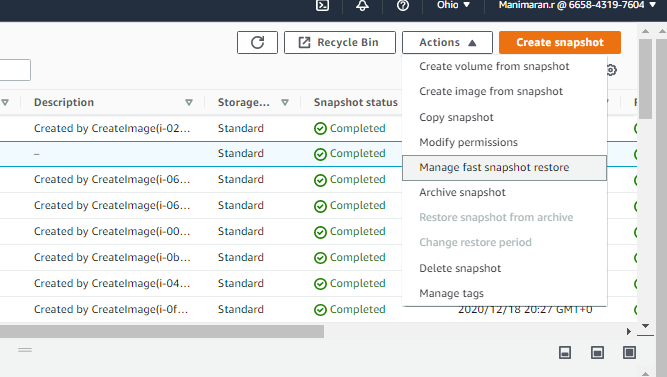 Ohio Manimaran.r @ 6658-4319-7604
Recycle Bin Actions Create snapshot
Create volume from snapshot
Create image from snapshot
Copy snapshot
Modify permissions
Manage fast snapshot restore
Archive snapshot
Restore snapshot from archive
Change restore period
Delete snapshot
Manage tags
Description Storage... Snapshot status
Created by CreateImage(i-02... Standard Completed
– Standard Completed
Created by CreateImage(i-06... Standard Completed
Created by CreateImage(i-06... Standard Completed
Created by CreateImage(i-00... Standard Completed
Created by CreateImage(i-0b... Standard Completed
Created by CreateImage(i-04... Standard Completed
Created by CreateImage(i-0f... Standard Completed 2020/12/18 20:27 GMT+0